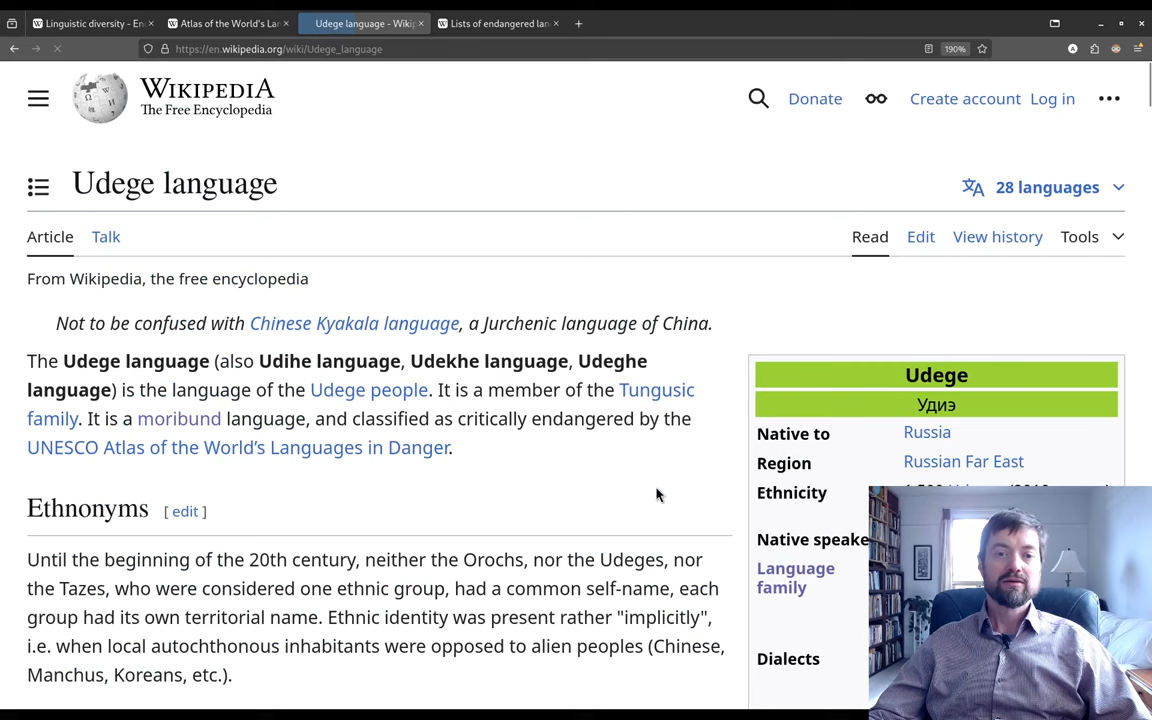 Linguistic diversity - En
Atlas of the World's La
Udege language - Wiki
Lists of endangered lan
https://en.wikipedia.org/wiki/Udege_language
190%
WIKIPEDIA
The Free Encyclopedia
Donate
Create account
Log in
Udege language
28 languages
Article
Talk
Read
Edit
View history
Tools
From Wikipedia, the free encyclopedia
Not to be confused with Chinese Kyakala language, a Jurchenic language of China.
The Udege language (also Udihe language, Udekhe language, Udeghe
language) is the language of the Udege people. It is a member of the Tungusic
family. It is a moribund language, and classified as critically endangered by the
UNESCO Atlas of the World's Languages in Danger.
Ethnonyms [ edit ]
Until the beginning of the 20th century, neither the Orochs, nor the Udeges, nor
the Tazes, who were considered one ethnic group, had a common self-name, each
group had its own territorial name. Ethnic identity was present rather "implicitly",
i.e. when local autochthonous inhabitants were opposed to alien peoples (Chinese,
Manchus, Koreans, etc.).
Udege
Удиэ
Native to Russia
Region Russian Far East
Ethnicity
Native speake
Language
family
Dialects